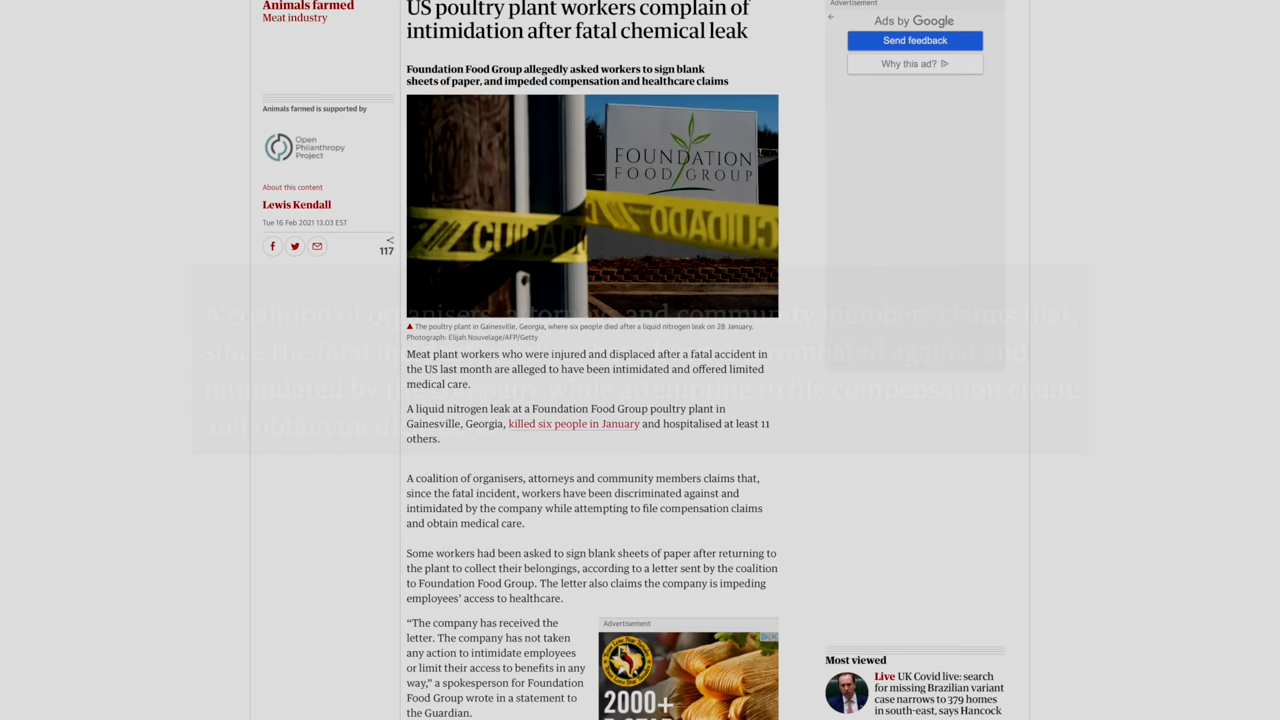 Animals farmed
Meat industry
US poultry plant workers complain of
intimidation after fatal chemical leak
Foundation Food Group allegedly asked workers to sign blank
sheets of paper, and impeded compensation and healthcare claims
Animals farmed is supported by
Open
Philanthropy
Project
About this content
Lewis Kendall
Tue 16 Feb 2021 13.03 EST
117
FOUNDATION
FOOD GROUP
CUIDADO
CUIDADO
The poultry plant in Gainesville, Georgia, where six people died after a liquid nitrogen leak on 28 January.
Photograph: Elijah Nouvelage/AFP/Getty
Meat plant workers who were injured and displaced after a fatal accident in
the US last month are alleged to have been intimidated and offered limited
medical care.
A liquid nitrogen leak at a Foundation Food Group poultry plant in
Gainesville, Georgia, killed six people in January and hospitalised at least 11
others.
A coalition of organisers, attorneys and community members claims that,
since the fatal incident, workers have been discriminated against and
intimidated by the company while attempting to file compensation claims
and obtain medical care.
Some workers had been asked to sign blank sheets of paper after returning to
the plant to collect their belongings, according to a letter sent by the coalition
to Foundation Food Group. The letter also claims the company is impeding
employees’ access to healthcare.
“The company has received the
letter. The company has not taken
any action to intimidate employees
or limit their access to benefits in any
way,” a spokesperson for Foundation
Food Group wrote in a statement to
the Guardian.
Advertisement
2000+
Advertisement
Ads by Google
Send feedback
Why this ad?
Most viewed
Live UK Covid live: search
for missing Brazilian variant
case narrows to 379 homes
in south-east, says Hancock